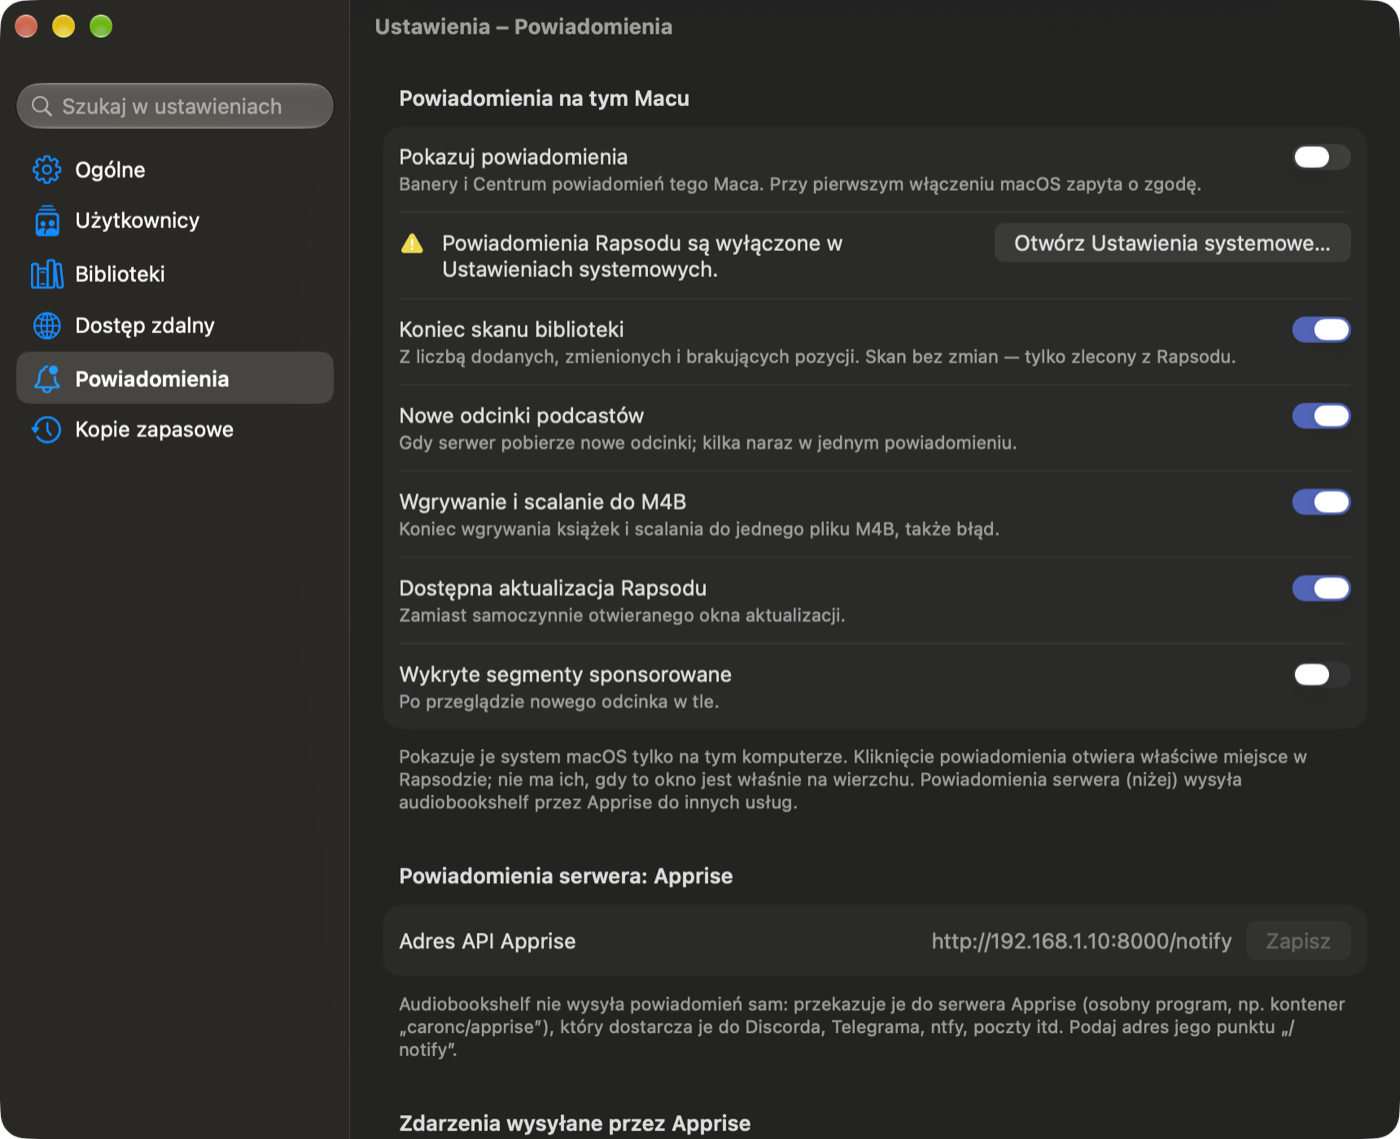 Ustawienia – Powiadomienia
Szukaj w ustawieniach
Ogólne
Użytkownicy
Biblioteki
Dostęp zdalny
Powiadomienia
Kopie zapasowe
Powiadomienia na tym Macu
Pokazuj powiadomienia
Banery i Centrum powiadomień tego Maca. Przy pierwszym włączeniu macOS zapyta o zgodę.
Powiadomienia Rapsodu są wyłączone w
Ustawieniach systemowych.
Otwórz Ustawienia systemowe...
Koniec skanu biblioteki
Z liczbą dodanych, zmienionych i brakujących pozycji. Skan bez zmian — tylko zlecony z Rapsodu.
Nowe odcinki podcastów
Gdy serwer pobierze nowe odcinki; kilka naraz w jednym powiadomieniu.
Wgrywanie i scalanie do M4B
Koniec wgrywania książek i scalania do jednego pliku M4B, także błąd.
Dostępna aktualizacja Rapsodu
Zamiast samoczynnie otwieranego okna aktualizacji.
Wykryte segmenty sponsorowane
Po przeglądzie nowego odcinka w tle.
Pokazuje je system macOS tylko na tym komputerze. Kliknięcie powiadomienia otwiera właściwe miejsce w
Rapsodzie; nie ma ich, gdy to okno jest właśnie na wierzchu. Powiadomienia serwera (niżej) wysyła
audiobookshelf przez Apprise do innych usług.
Powiadomienia serwera: Apprise
Adres API Apprise
http://192.168.1.10:8000/notify
Zapisz
Audiobookshelf nie wysyła powiadomień sam: przekazuje je do serwera Apprise (osobny program, np. kontener
„caronc/apprise”), który dostarcza je do Discorda, Telegrama, ntfy, poczty itd. Podaj adres jego punktu „/
notify”.
Zdarzenia wysyłane przez Apprise